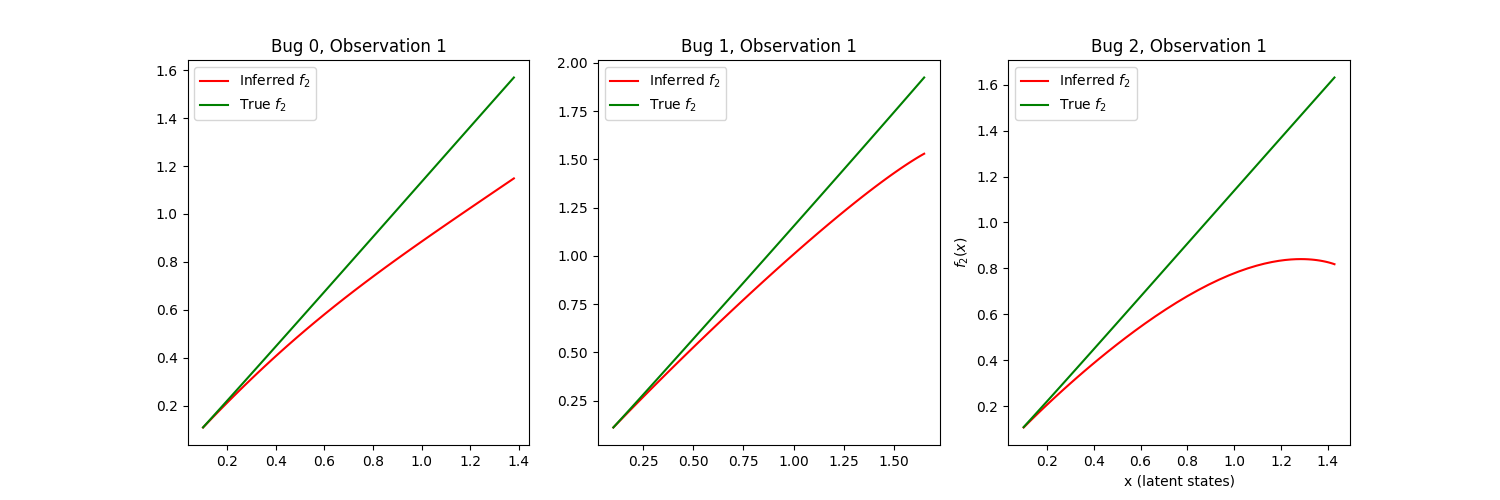 Bug 0, Observation 1
Inferred f₂
True f₂
1.6
1.4
1.2
1.0
0.8
0.6
0.4
0.2
0.2 0.4 0.6 0.8 1.0 1.2 1.4
Bug 1, Observation 1
Inferred f₂
True f₂
2.00
1.75
1.50
1.25
1.00
0.75
0.50
0.25
0.25 0.50 0.75 1.00 1.25 1.50
Bug 2, Observation 1
Inferred f₂
True f₂
f₂(x)
1.6
1.4
1.2
1.0
0.8
0.6
0.4
0.2
0.2 0.4 0.6 0.8 1.0 1.2 1.4
x (latent states)